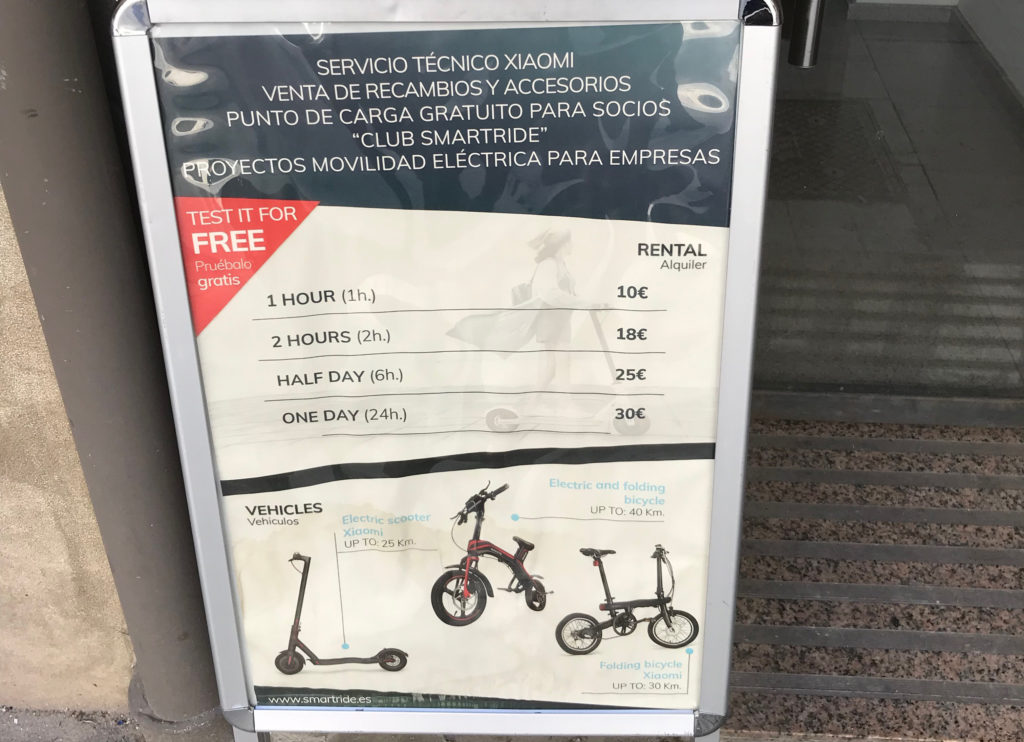 SERVICIO TÉCNICO XIAOMI
VENTA DE RECAMBIOS Y ACCESORIOS
PUNTO DE CARGA GRATUITO PARA SOCIOS
“CLUB SMARTRIDE”
PROYECTOS MOVILIDAD ELÉCTRICA PARA EMPRESAS
TEST IT FOR
FREE
Pruébalo
gratis
RENTAL
Alquiler
1 HOUR (1h.) 10€
2 HOURS (2h.) 18€
HALF DAY (6h.) 25€
ONE DAY (24h.) 30€
VEHICLES
Vehiculos
Electric scooter
Xiaomi
UP TO: 25 Km.
Electric and folding
bicycle
UP TO: 40 Km.
Folding bicycle
Xiaomi
UP TO: 30 Km.
www.smartride.es